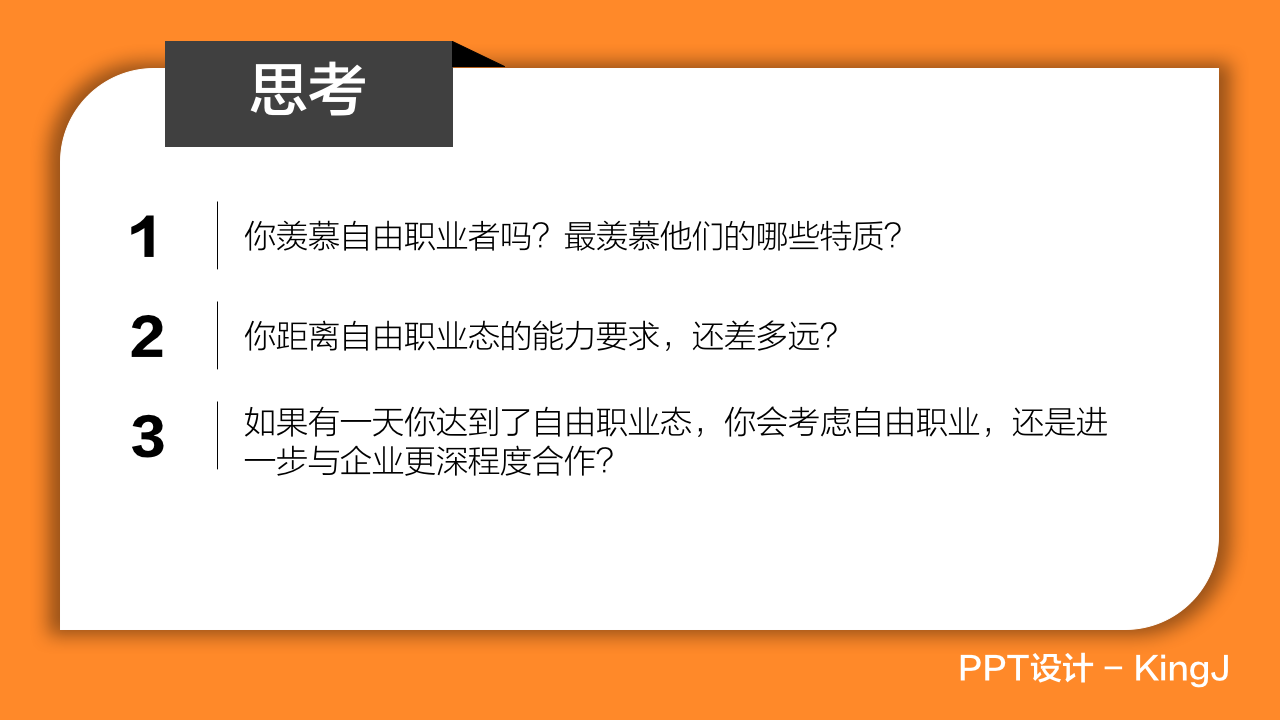 思考
1
你羡慕自由职业者吗？最羡慕他们的哪些特质？
2
你距离自由职业态的能力要求，还差多远？
3
如果有一天你达到了自由职业态，你会考虑自由职业，还是进
一步与企业更深程度合作？
PPT设计 – KingJ